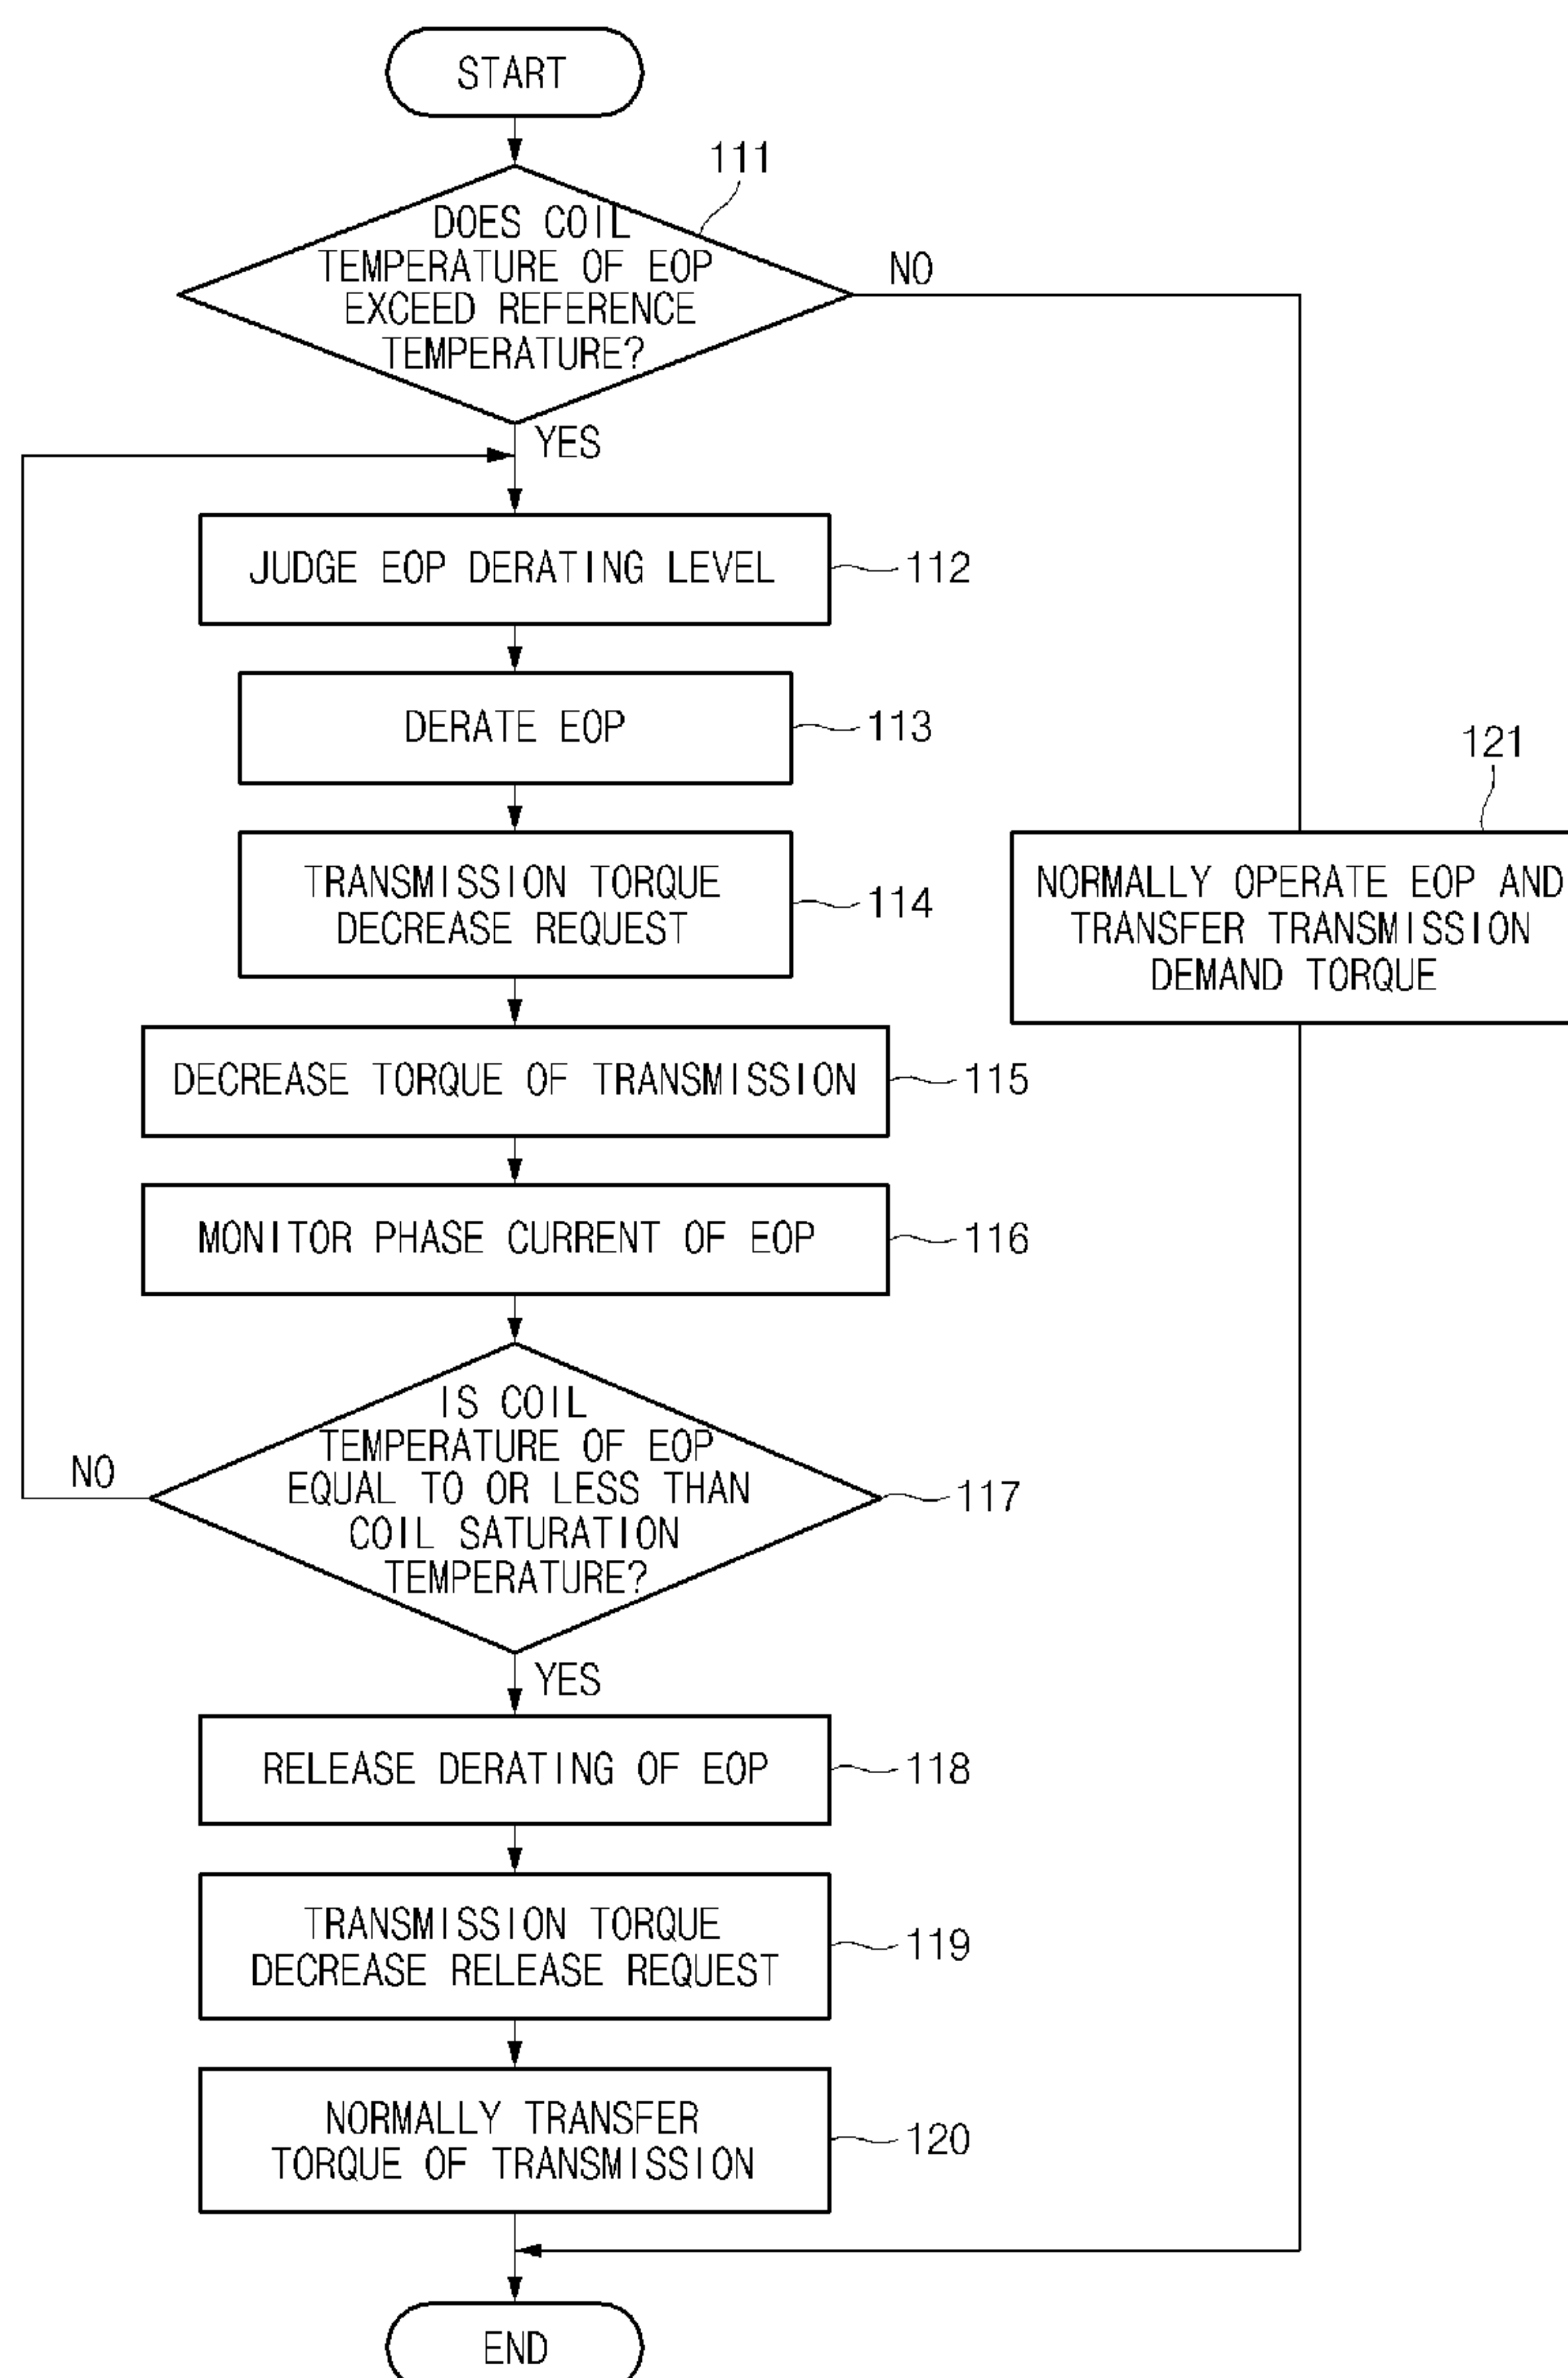 START
111
DOES COIL
TEMPERATURE OF EOP
EXCEED REFERENCE
TEMPERATURE?
NO
YES
JUDGE EOP DERATING LEVEL
112
DERATE EOP
113
TRANSMISSION TORQUE
DECREASE REQUEST
114
121
NORMALLY OPERATE EOP AND
TRANSFER TRANSMISSION
DEMAND TORQUE
DECREASE TORQUE OF TRANSMISSION
115
MONITOR PHASE CURRENT OF EOP
116
IS COIL
TEMPERATURE OF EOP
EQUAL TO OR LESS THAN
COIL SATURATION
TEMPERATURE?
NO
117
YES
RELEASE DERATING OF EOP
118
TRANSMISSION TORQUE
DECREASE RELEASE REQUEST
119
NORMALLY TRANSFER
TORQUE OF TRANSMISSION
120
END